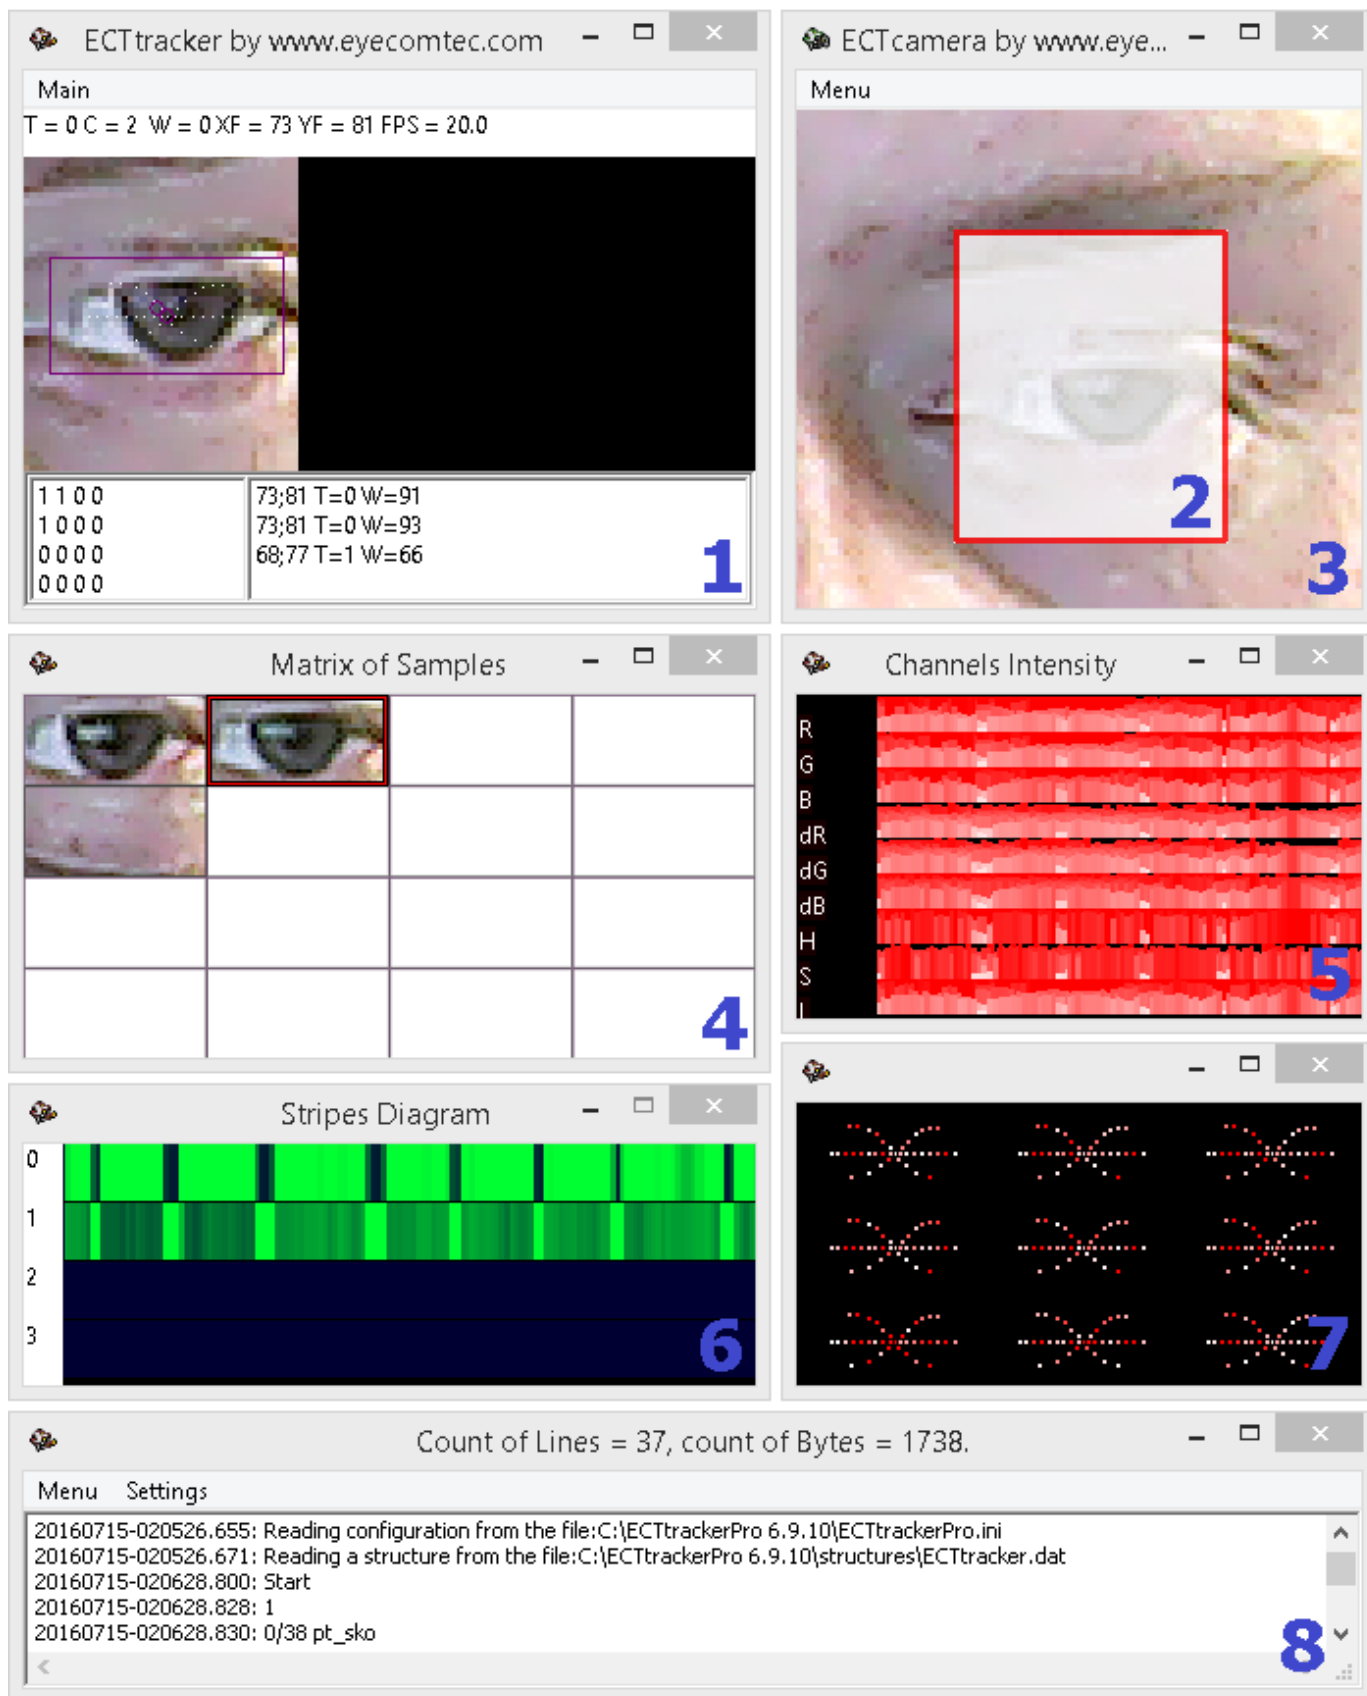 ECTtracker by www.eyecomtec.com
Main
T = 0 C = 2 W = 0 XF = 73 YF = 81 FPS = 20.0
1 1 0 0
1 0 0 0
0 0 0 0
0 0 0 0
73;81 T=0 W=91
73;81 T=0 W=93
68;77 T=1 W=66
1
ECTcamera by www.eye...
Menu
2
3
Matrix of Samples
4
Channels Intensity
R
G
B
dR
dG
dB
H
S
L
5
Stripes Diagram
0
1
2
3
6
7
Count of Lines = 37, count of Bytes = 1738.
Menu Settings
20160715-020526.655: Reading configuration from the file:C:\ECTtrackerPro 6.9.10\ECTtrackerPro.ini
20160715-020526.671: Reading a structure from the file:C:\ECTtrackerPro 6.9.10\structures\ECTtracker.dat
20160715-020628.800: Start
20160715-020628.828: 1
20160715-020628.830: 0/38 pt_sko
8